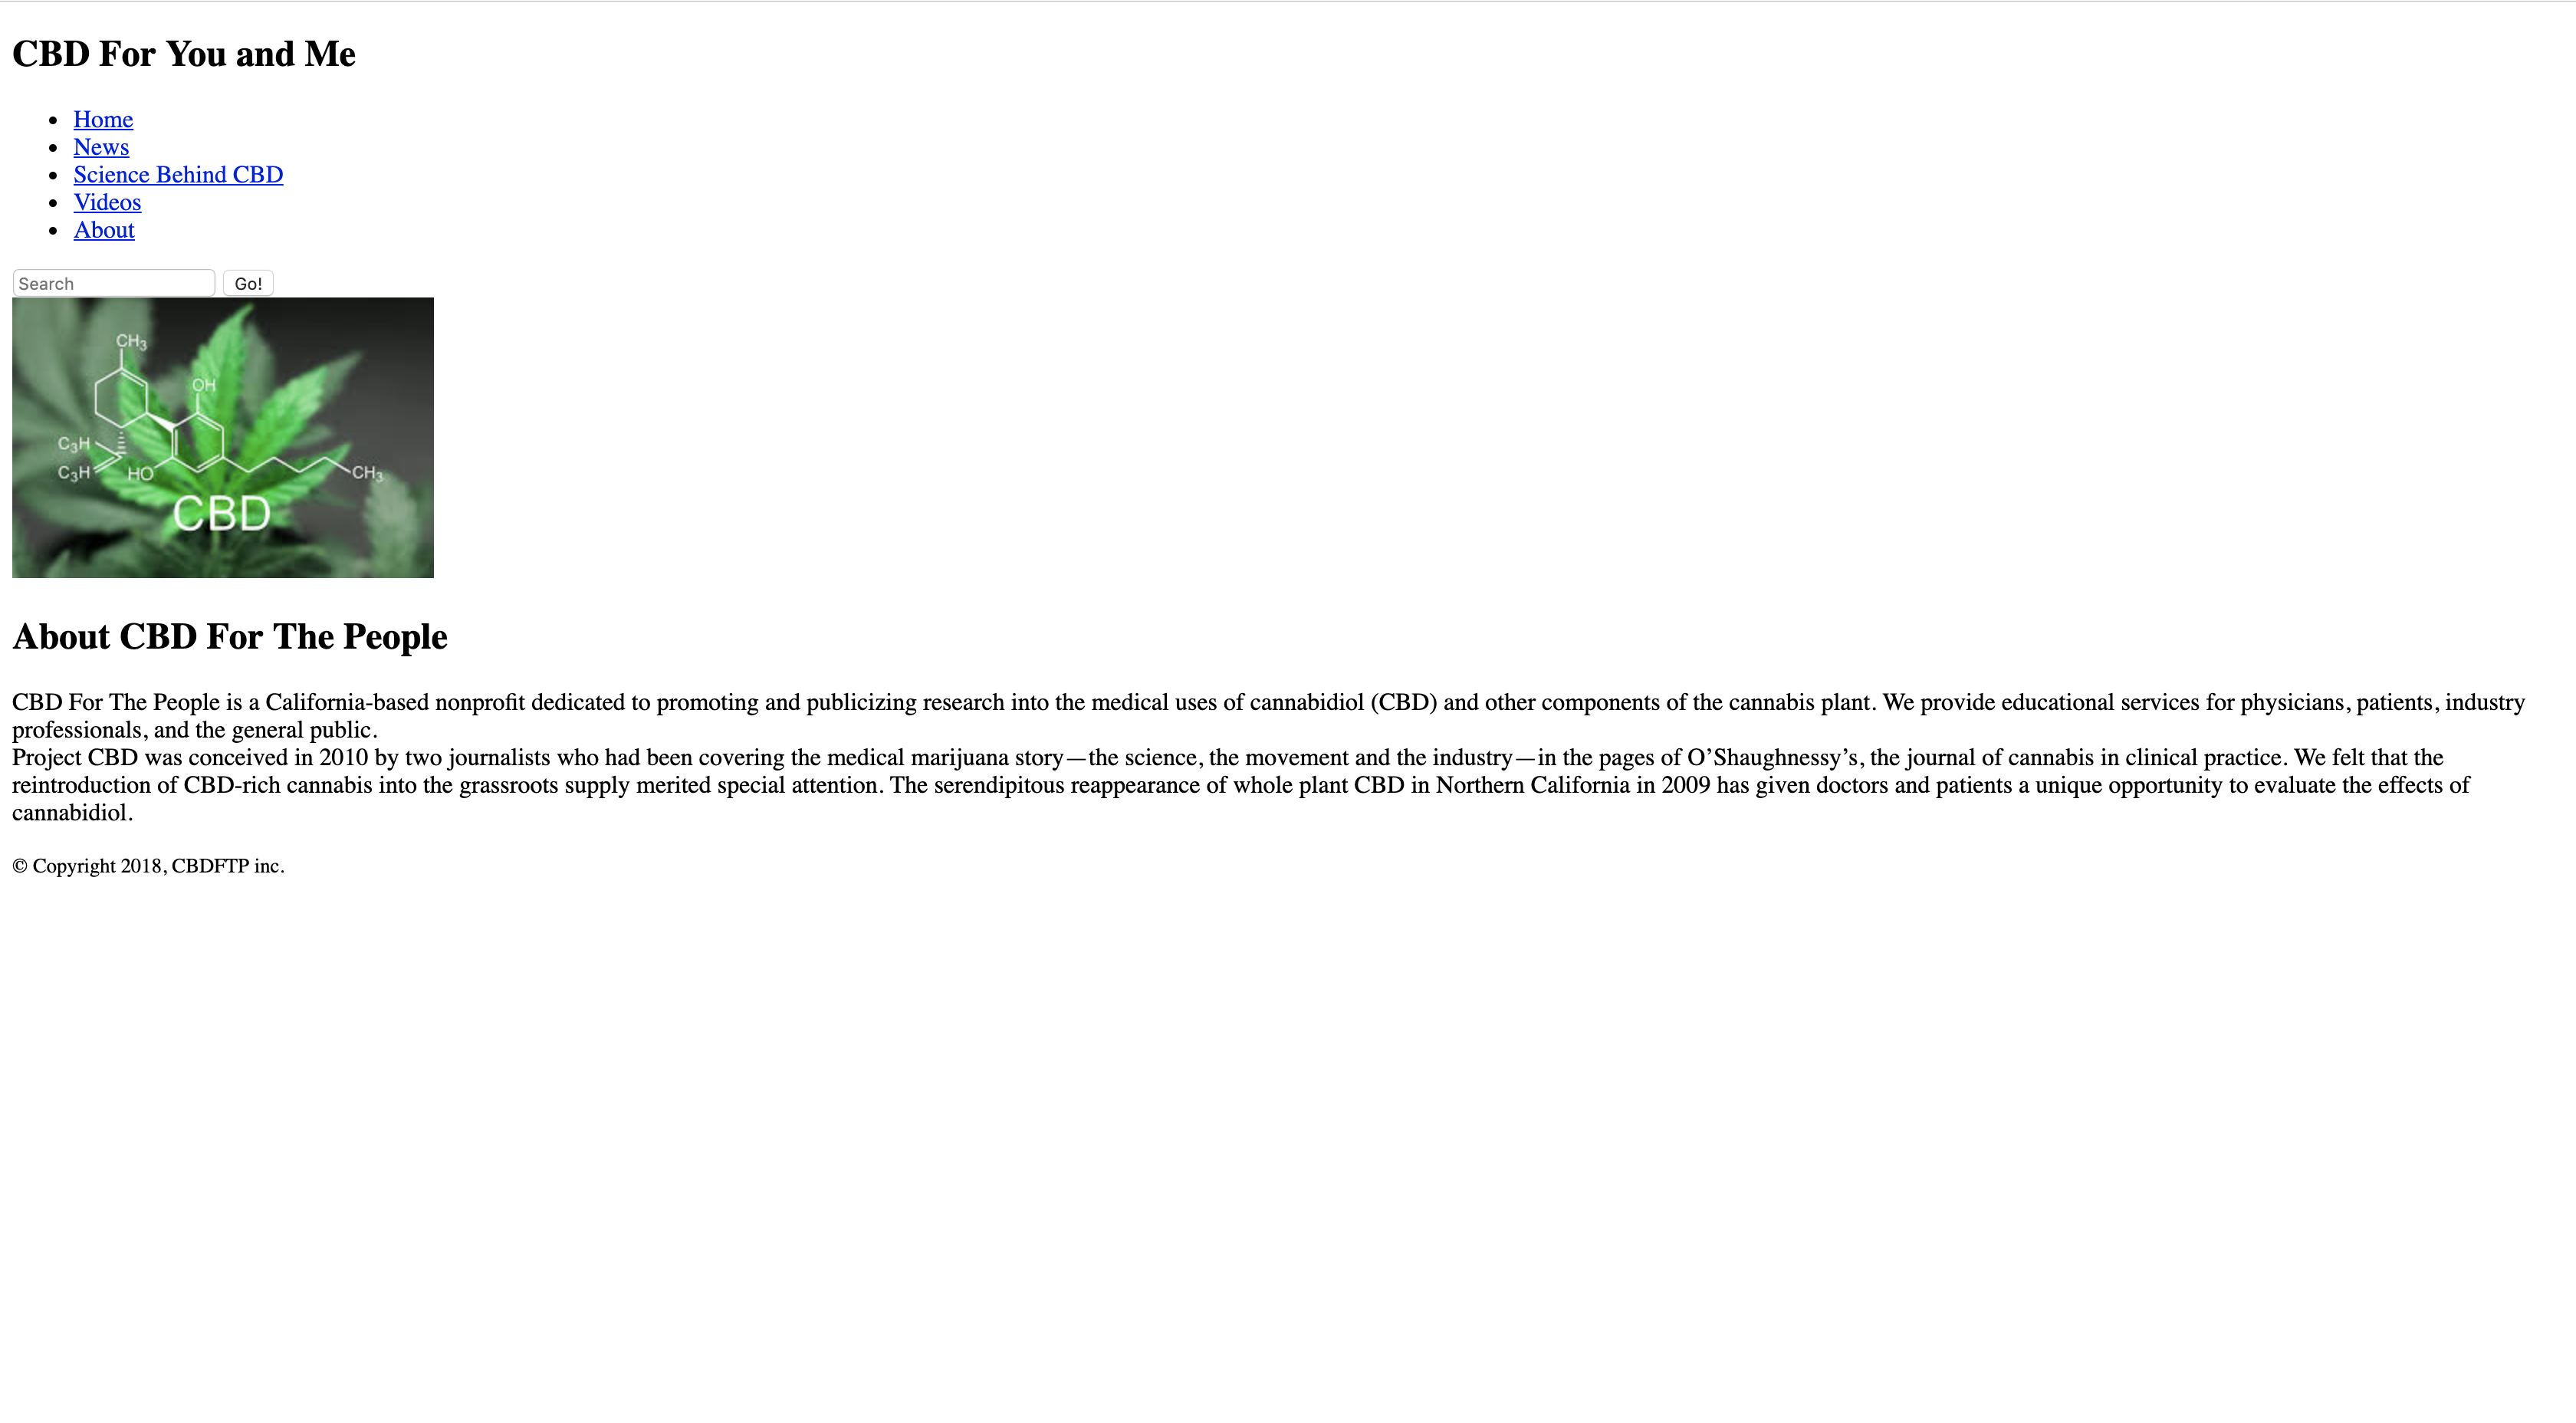 CBD For You and Me
Home
News
Science Behind CBD
Videos
About
Search Go!
CH3
OH
C3H
C3H HO CH3
CBD
About CBD For The People
CBD For The People is a California-based nonprofit dedicated to promoting and publicizing research into the medical uses of cannabidiol (CBD) and other components of the cannabis plant. We provide educational services for physicians, patients, industry
professionals, and the general public.
Project CBD was conceived in 2010 by two journalists who had been covering the medical marijuana story—the science, the movement and the industry—in the pages of O’Shaughnessy’s, the journal of cannabis in clinical practice. We felt that the
reintroduction of CBD-rich cannabis into the grassroots supply merited special attention. The serendipitous reappearance of whole plant CBD in Northern California in 2009 has given doctors and patients a unique opportunity to evaluate the effects of
cannabidiol.
© Copyright 2018, CBDFTP inc.